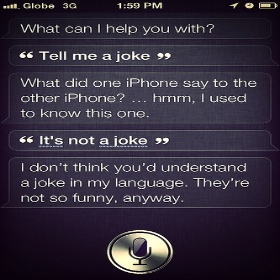 Globe 3G 1:59 PM
What can I help you with?
“ Tell me a joke ”
What did one iPhone say to the
other iPhone? ... hmm, I used
to know this one.
“ It's not a joke ”
I don't think you'd understand
a joke in my language. They're
not so funny, anyway.